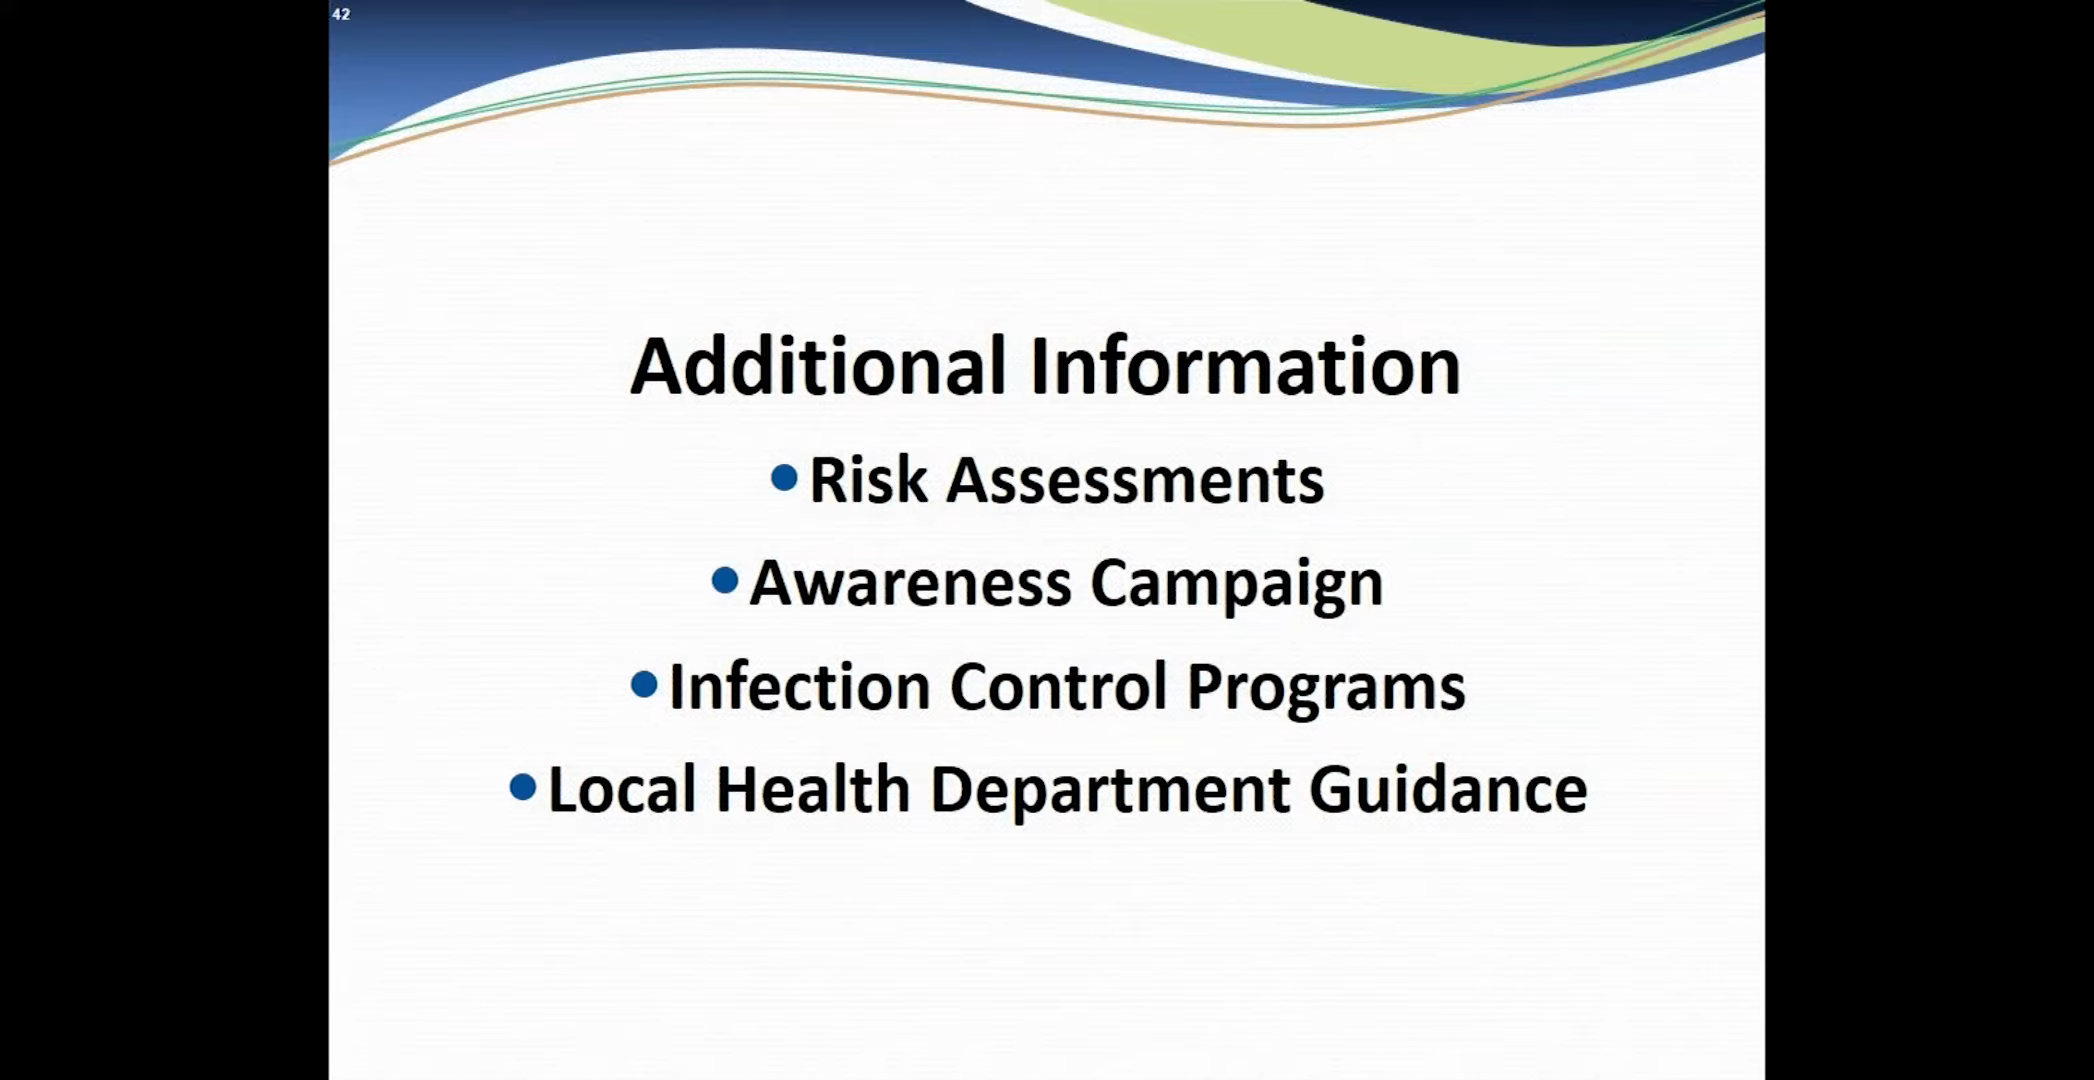 42
Additional Information
•Risk Assessments
•Awareness Campaign
•Infection Control Programs
•Local Health Department Guidance